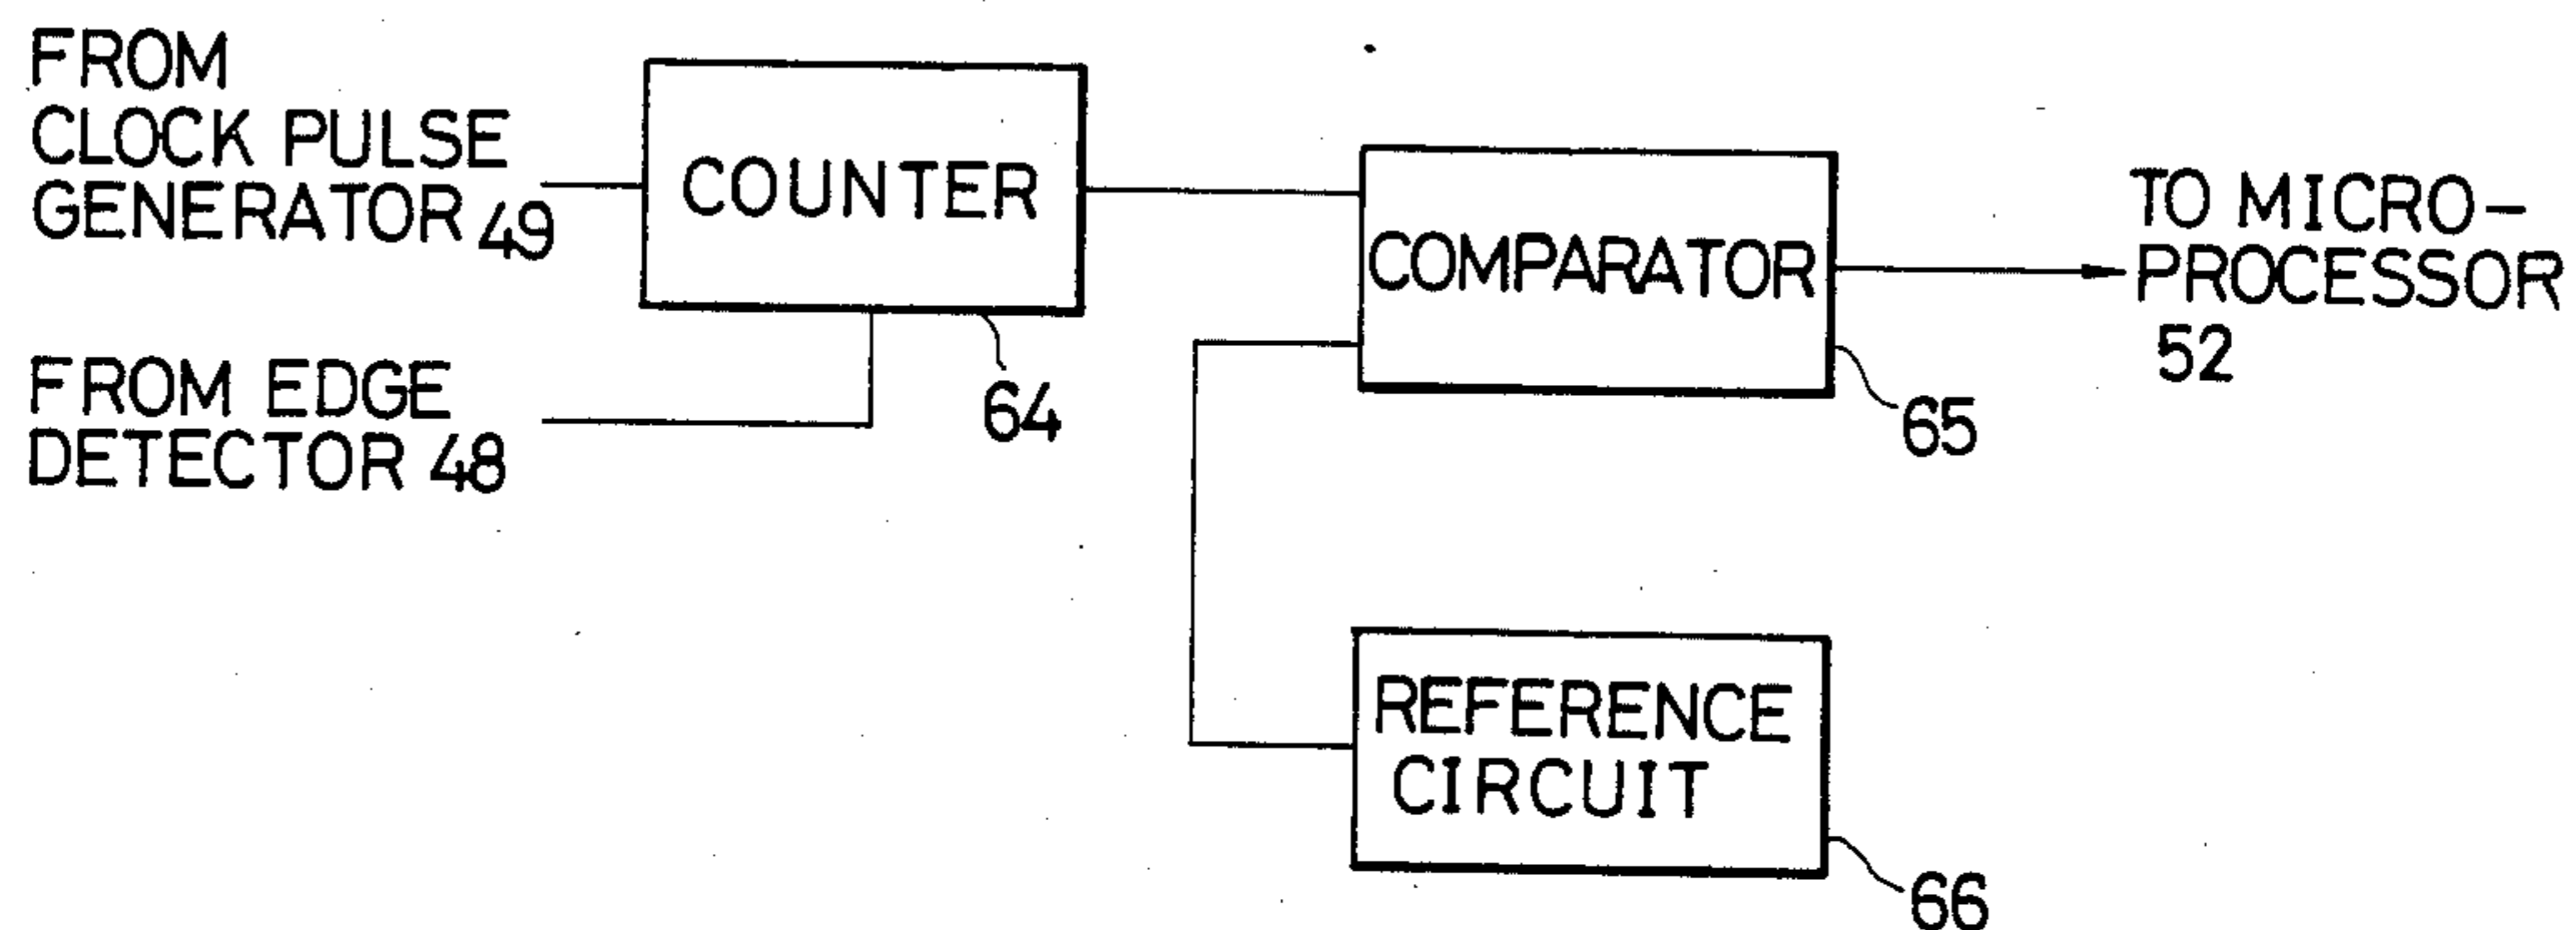 FROM
CLOCK PULSE
GENERATOR 49
COUNTER
64
FROM EDGE
DETECTOR 48
COMPARATOR
65
TO MICRO-
PROCESSOR
52
REFERENCE
CIRCUIT
66